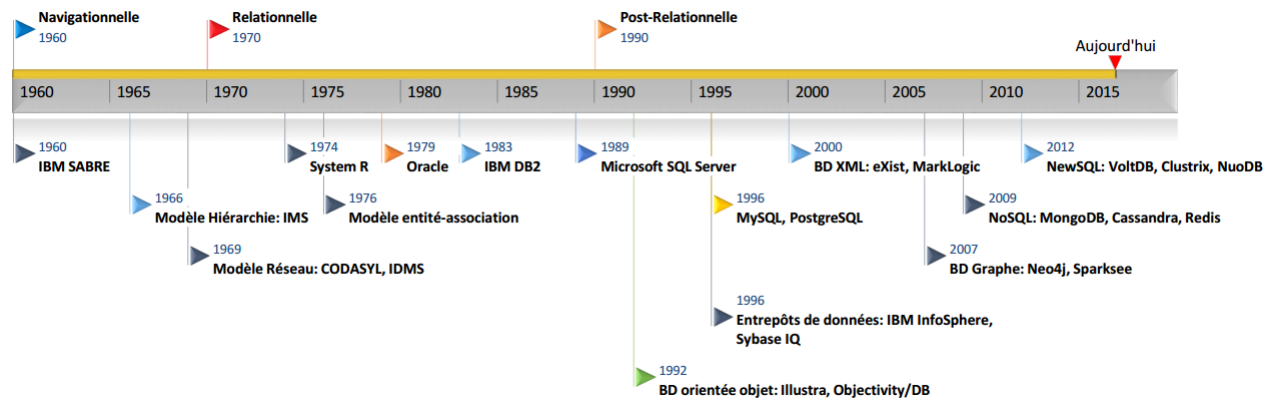 Navigationnelle
1960
Relationnelle
1970
Post-Relationnelle
1990
Aujourd'hui
1960 1965 1970 1975 1980 1985 1990 1995 2000 2005 2010 2015
1960
IBM SABRE
1974
System R
1979
Oracle
1983
IBM DB2
1989
Microsoft SQL Server
2000
BD XML: eXist, MarkLogic
2012
NewSQL: VoltDB, Clustrix, NuoDB
1966
Modèle Hiérarchie: IMS
1976
Modèle entité-association
1996
MySQL, PostgreSQL
2009
NoSQL: MongoDB, Cassandra, Redis
1969
Modèle Réseau: CODASYL, IDMS
2007
BD Graphe: Neo4j, Sparksee
1996
Entrepôts de données: IBM InfoSphere,
Sybase IQ
1992
BD orientée objet: Illustra, Objectivity/DB